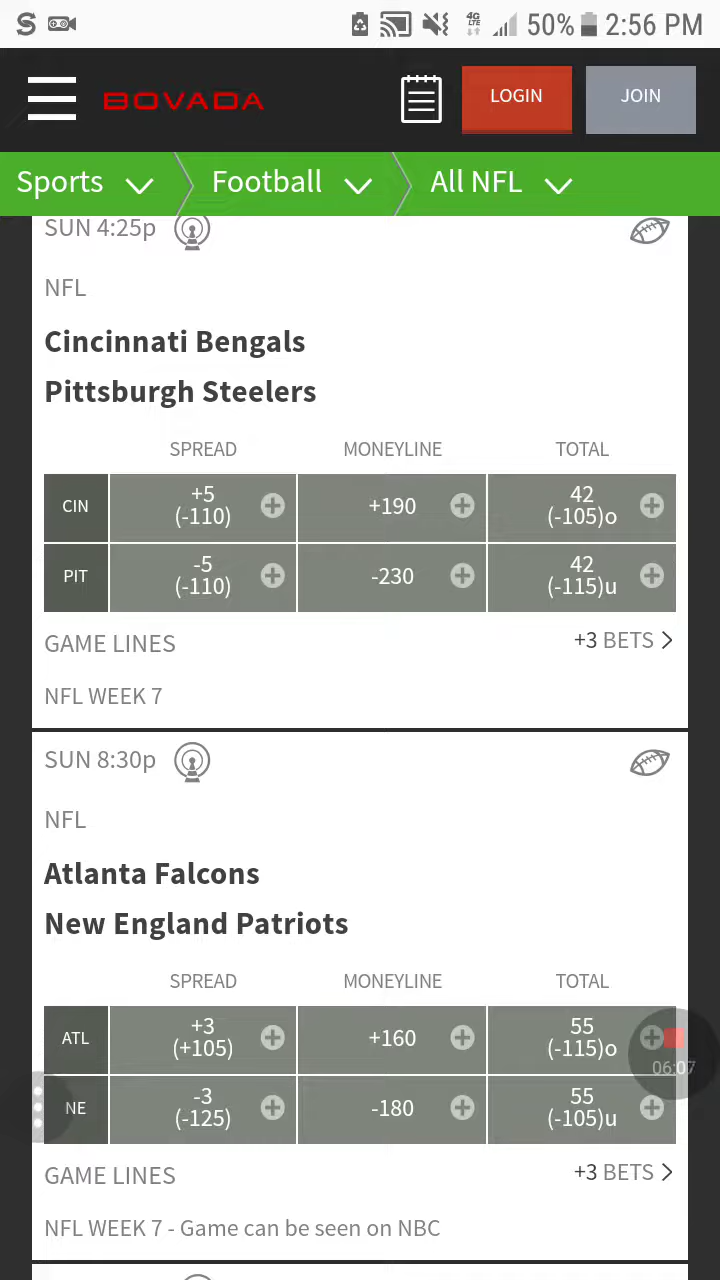 50% 2:56 PM
4G LTE
BOVADA
LOGIN
JOIN
Sports
Football
All NFL
SUN 4:25p
NFL
Cincinnati Bengals
Pittsburgh Steelers
SPREAD MONEYLINE TOTAL
CIN +5 (-110) +190 42 (-105)o
PIT -5 (-110) -230 42 (-115)u
GAME LINES +3 BETS
NFL WEEK 7
SUN 8:30p
NFL
Atlanta Falcons
New England Patriots
SPREAD MONEYLINE TOTAL
ATL +3 (+105) +160 55 (-115)o
06:07
NE -3 (-125) -180 55 (-105)u
GAME LINES +3 BETS
NFL WEEK 7 - Game can be seen on NBC